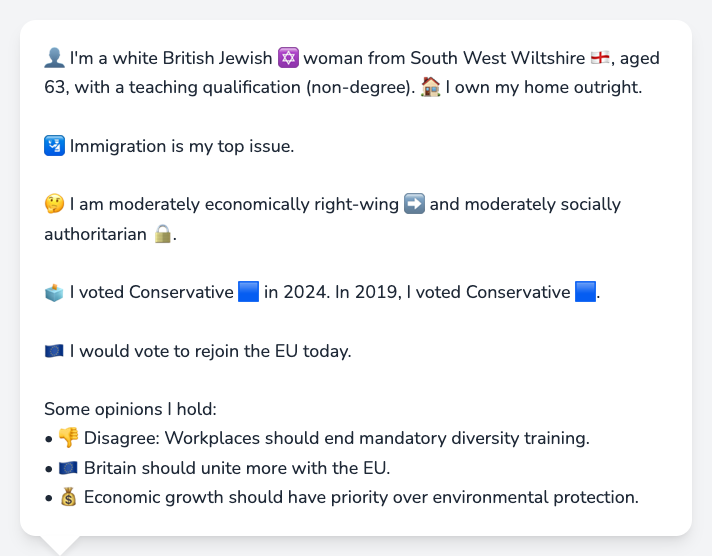 👤 I'm a white British Jewish ✡️ woman from South West Wiltshire 🏴󠁧󠁢󠁥󠁮󠁧󠁿, aged
63, with a teaching qualification (non-degree). 🏠 I own my home outright.
🛂 Immigration is my top issue.
🤔 I am moderately economically right-wing ➡️ and moderately socially
authoritarian 🔒.
🗳️ I voted Conservative 🟦 in 2024. In 2019, I voted Conservative 🟦.
🇪🇺 I would vote to rejoin the EU today.
Some opinions I hold:
• 👎 Disagree: Workplaces should end mandatory diversity training.
• 🇪🇺 Britain should unite more with the EU.
• 💰 Economic growth should have priority over environmental protection.